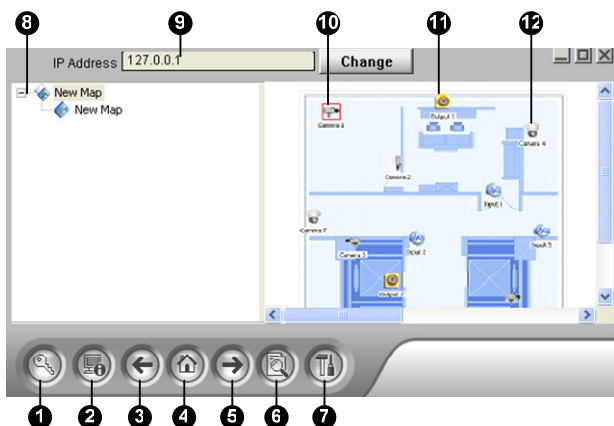 8 9 10 11 12
IP Address 127.0.0.1 Change
New Map
New Map
Camera 1
Output 1
Camera 4
Camera 2
Input 1
Camera 7
Input 3
Camera 3
Input 2
Output 2
1 2 3 4 5 6 7